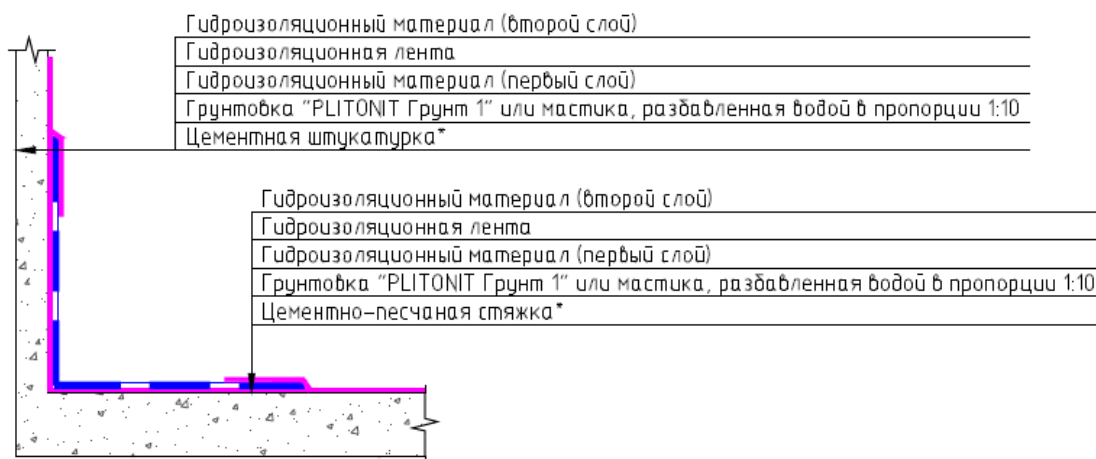 Гидроизоляционный материал (второй слой)
Гидроизоляционная лента
Гидроизоляционный материал (первый слой)
Грунтовка "PLITONIT Грунт 1" или мастика, разбавленная водой в пропорции 1:10
Цементная штукатурка*
Гидроизоляционный материал (второй слой)
Гидроизоляционная лента
Гидроизоляционный материал (первый слой)
Грунтовка "PLITONIT Грунт 1" или мастика, разбавленная водой в пропорции 1:10
Цементно-песчаная стяжка*